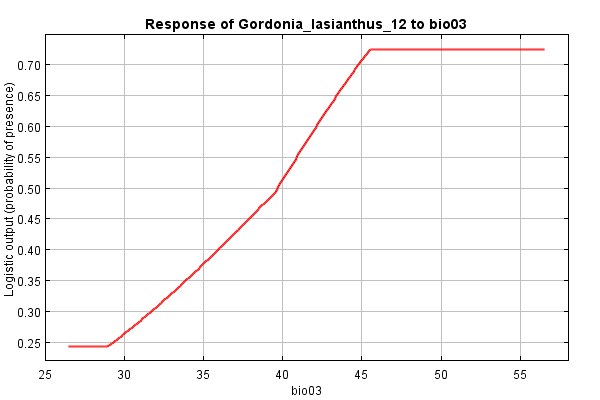 Response of Gordonia_lasianthus_12 to bio03
Logistic output (probability of presence)
0.70
0.65
0.60
0.55
0.50
0.45
0.40
0.35
0.30
0.25
25 30 35 40 45 50 55
bio03